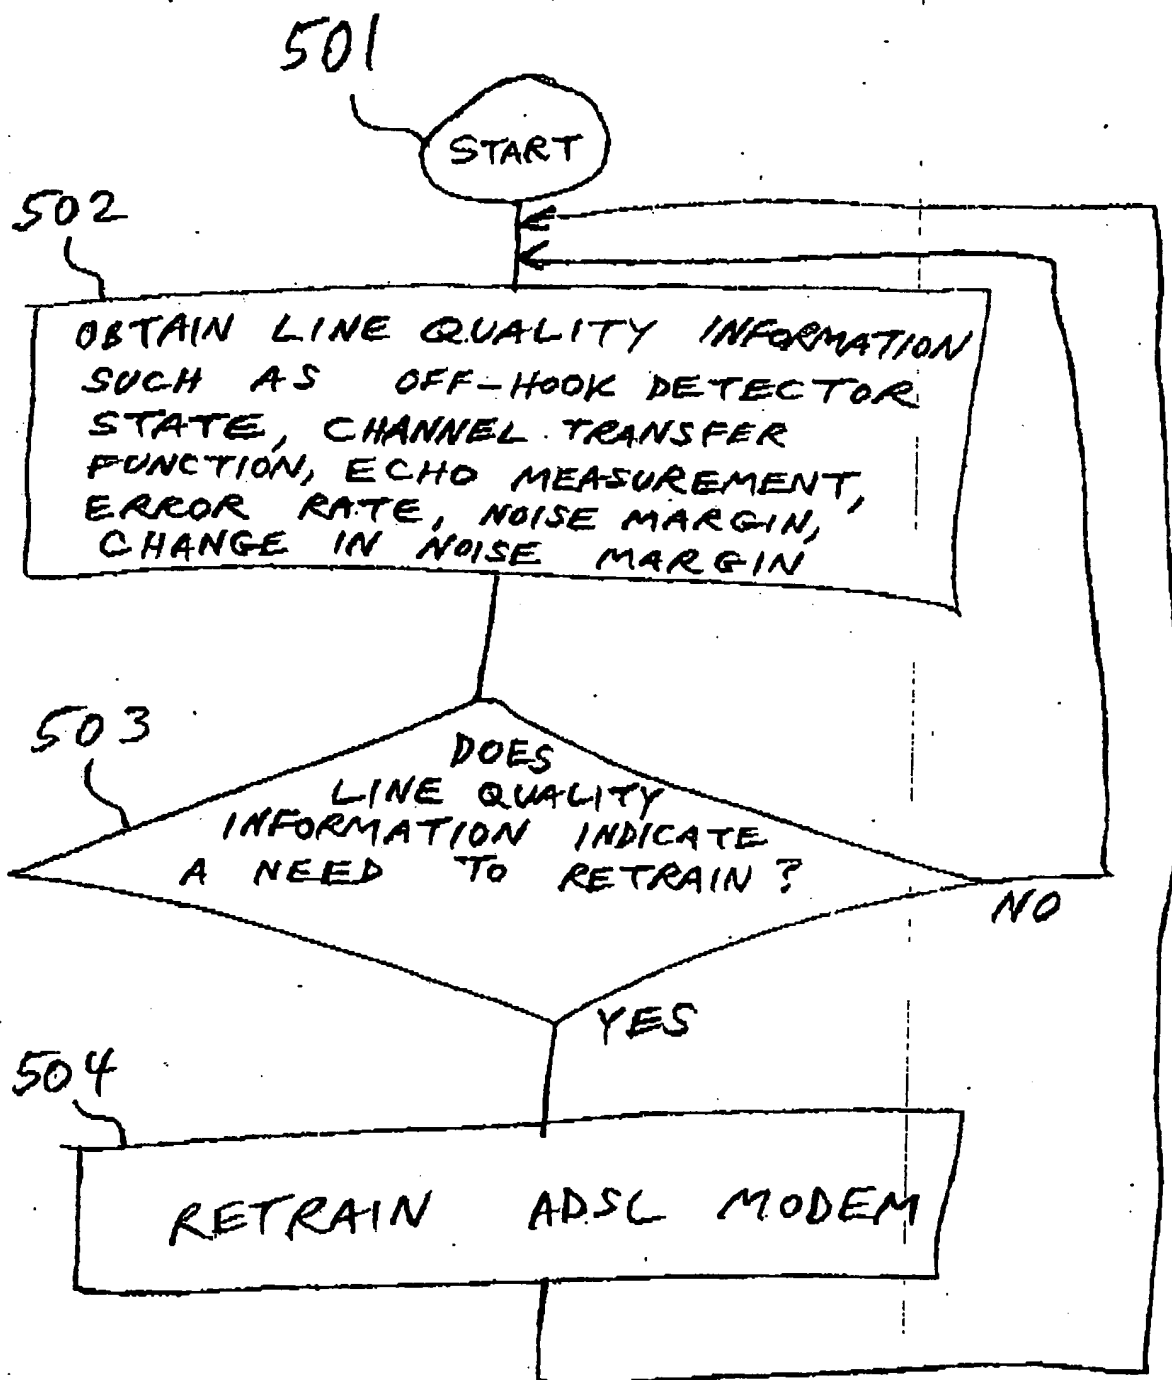 501
START
502
OBTAIN LINE QUALITY INFORMATION
SUCH AS OFF-HOOK DETECTOR
STATE, CHANNEL TRANSFER
FUNCTION, ECHO MEASUREMENT,
ERROR RATE, NOISE MARGIN,
CHANGE IN NOISE MARGIN
503
DOES
LINE QUALITY
INFORMATION INDICATE
A NEED TO RETRAIN?
NO
YES
504
RETRAIN ADSL MODEM